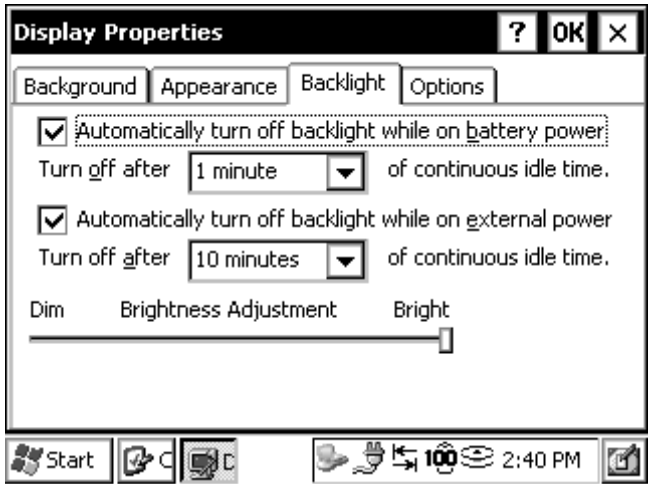 Display Properties ? OK ×
Background Appearance Backlight Options
Automatically turn off backlight while on battery power
Turn off after 1 minute of continuous idle time.
Automatically turn off backlight while on external power
Turn off after 10 minutes of continuous idle time.
Dim Brightness Adjustment Bright
Start C D 100 2:40 PM